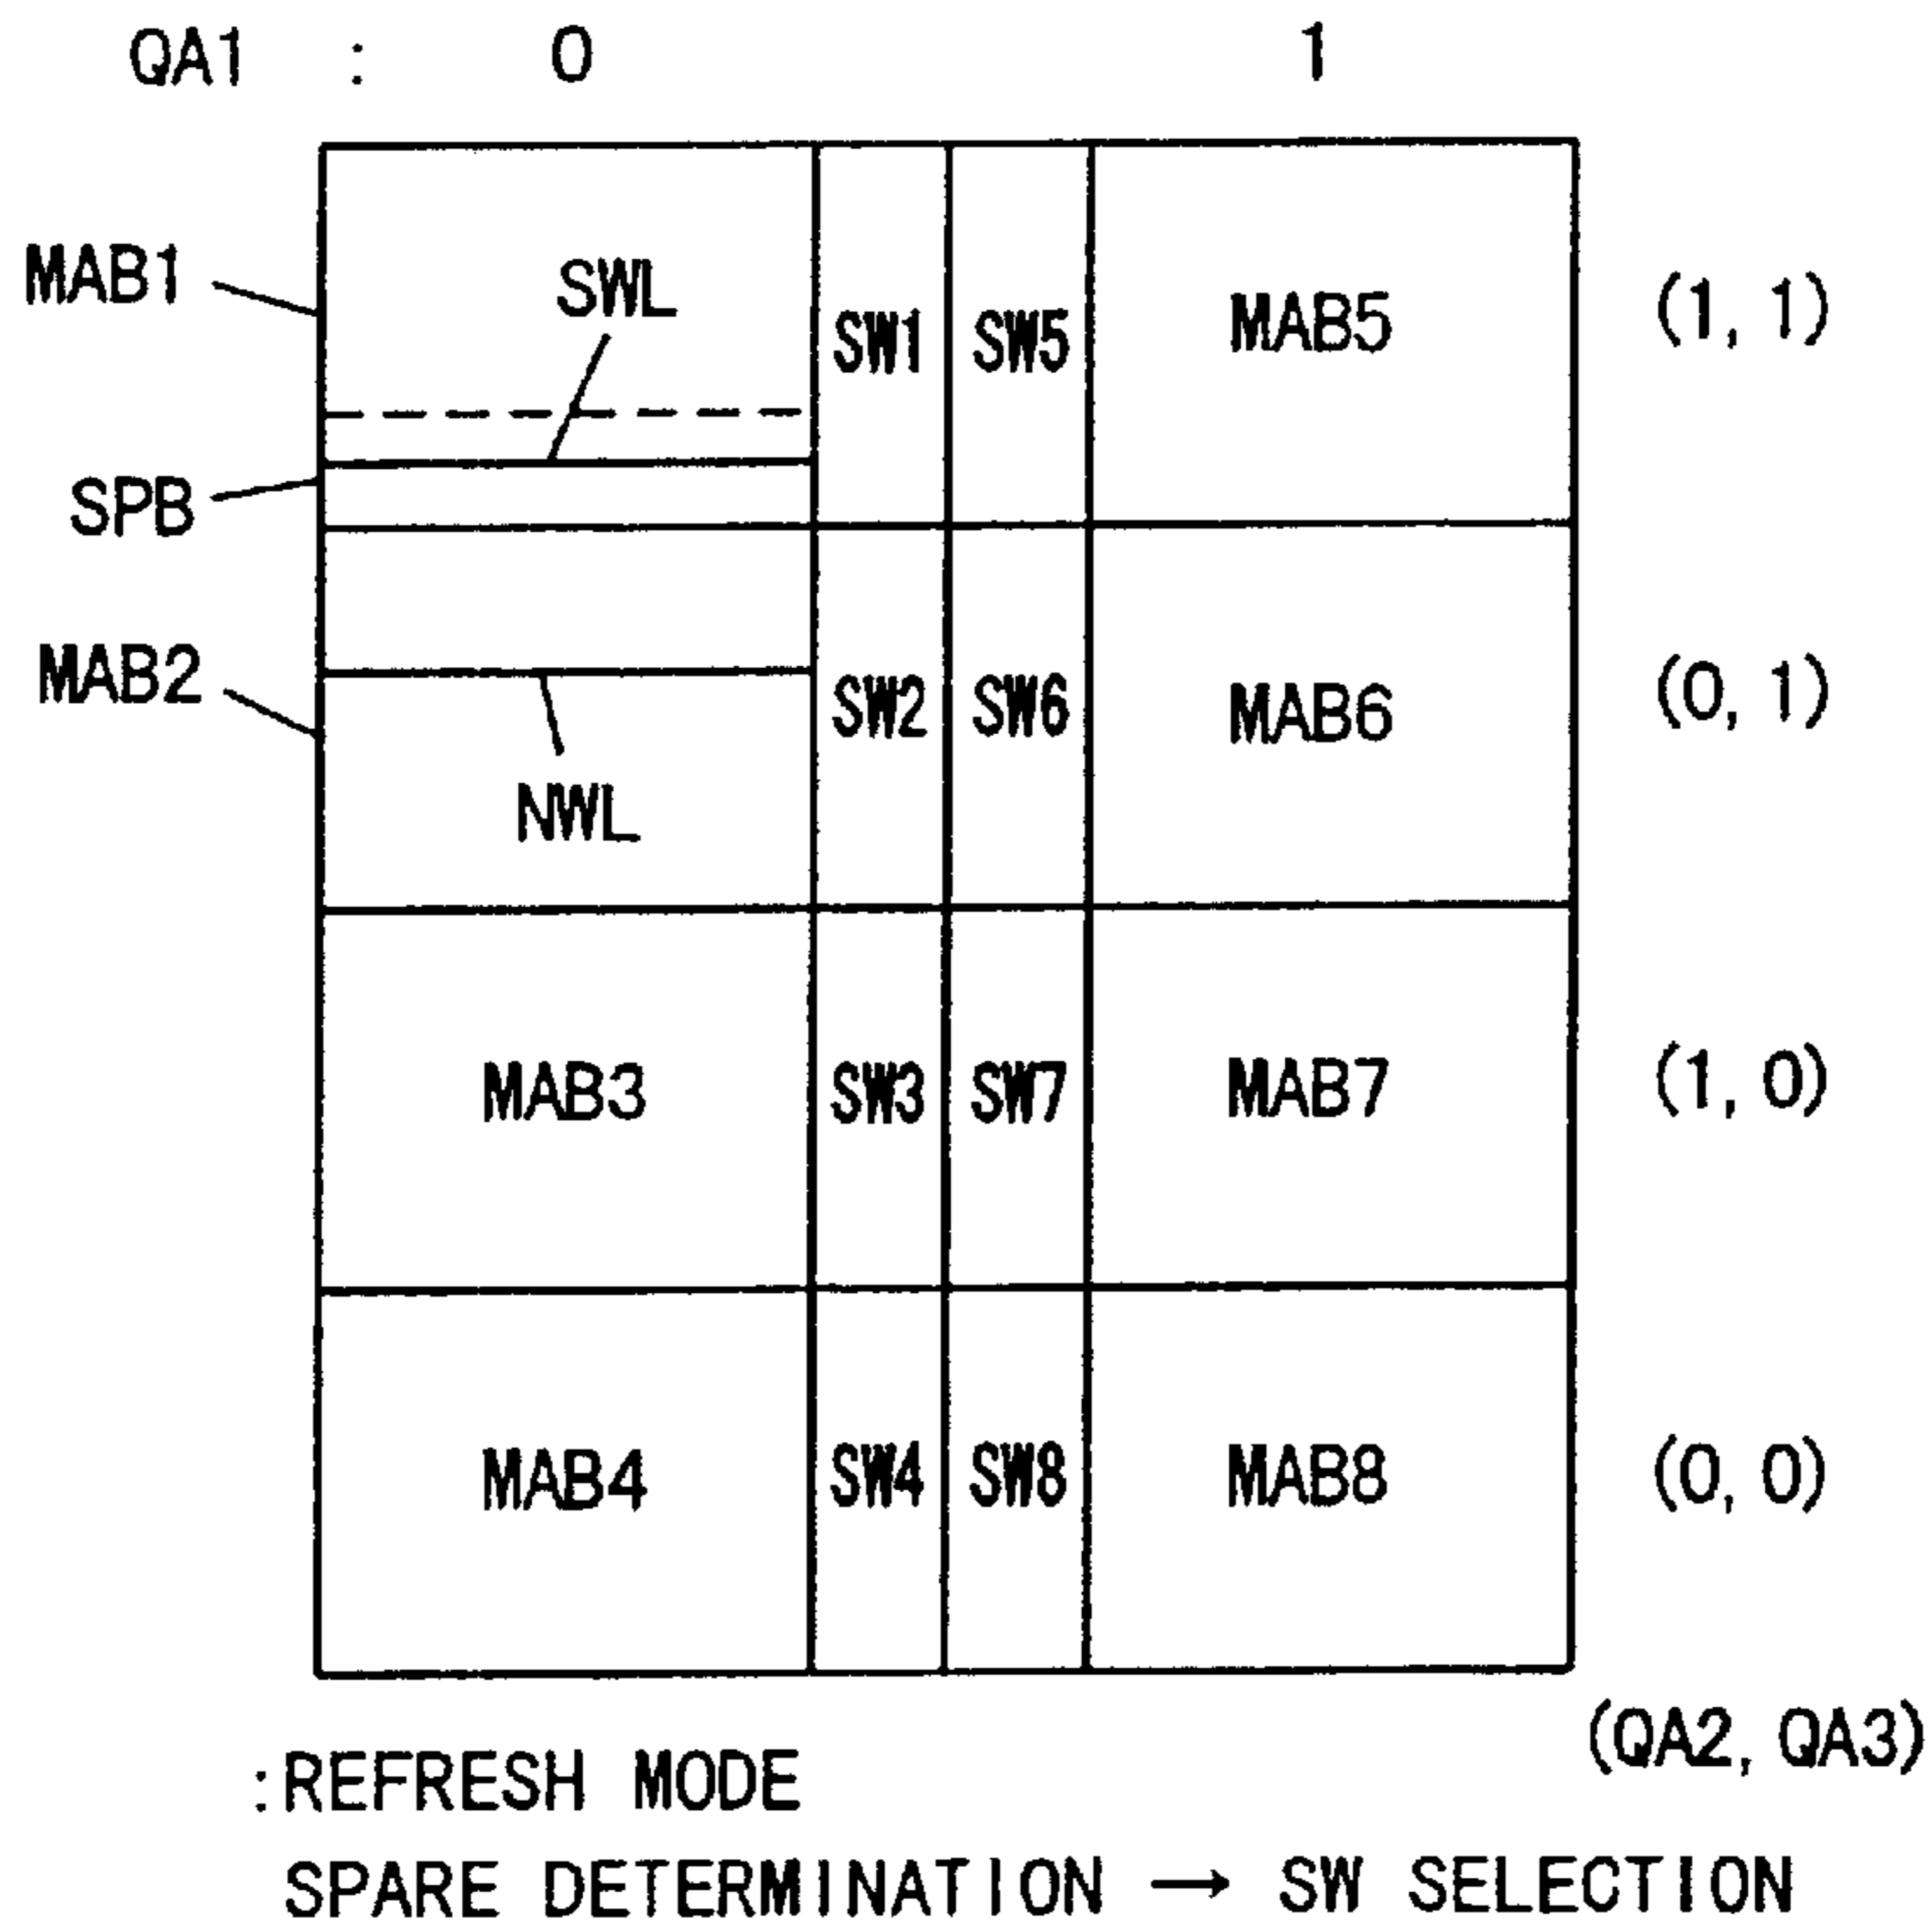 QA1 : 0 1
MAB1 SWL SW1 SW5 MAB5 (1, 1)
SPB
MAB2 SW2 SW6 MAB6 (0, 1)
NWL
MAB3 SW3 SW7 MAB7 (1, 0)
MAB4 SW4 SW8 MAB8 (0, 0)
(QA2, QA3)
:REFRESH MODE
SPARE DETERMINATION → SW SELECTION